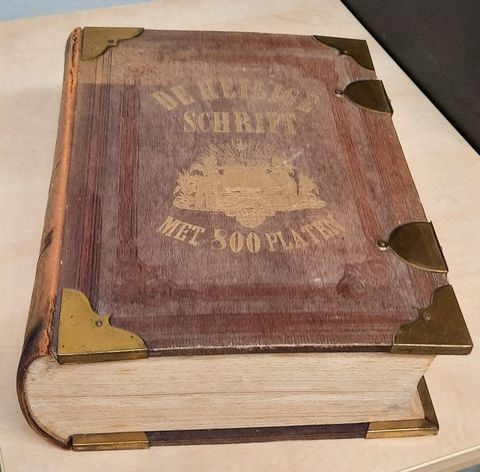 DE HEILIGE
SCHRIFT
MET 800 PLATEN